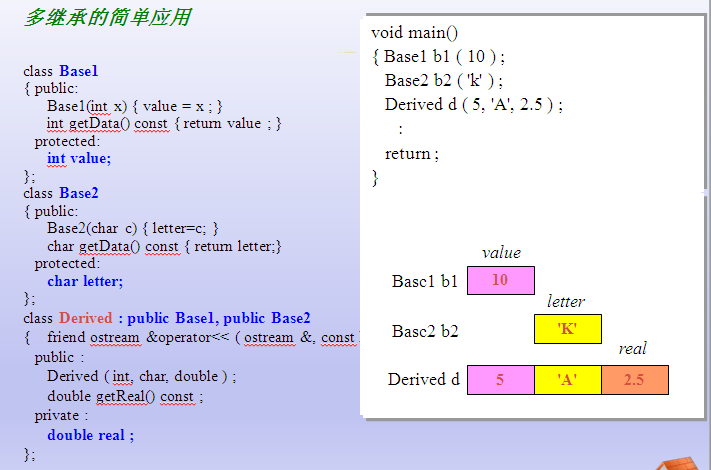 多继承的简单应用
class Base1
{ public:
Base1(int x) { value = x ; }
int getData() const { return value ; }
protected:
int value;
};
class Base2
{ public:
Base2(char c) { letter=c; }
char getData() const { return letter;}
protected:
char letter;
};
class Derived : public Base1, public Base2
{ friend ostream &operator<< ( ostream &, const
public :
Derived ( int, char, double ) ;
double getReal() const ;
private :
double real ;
};
void main()
{ Base1 b1 ( 10 ) ;
Base2 b2 ( 'k' ) ;
Derived d ( 5, 'A', 2.5 ) ;
:
return ;
}
value
Base1 b1 10
letter
Base2 b2 'K'
real
Derived d 5 'A' 2.5